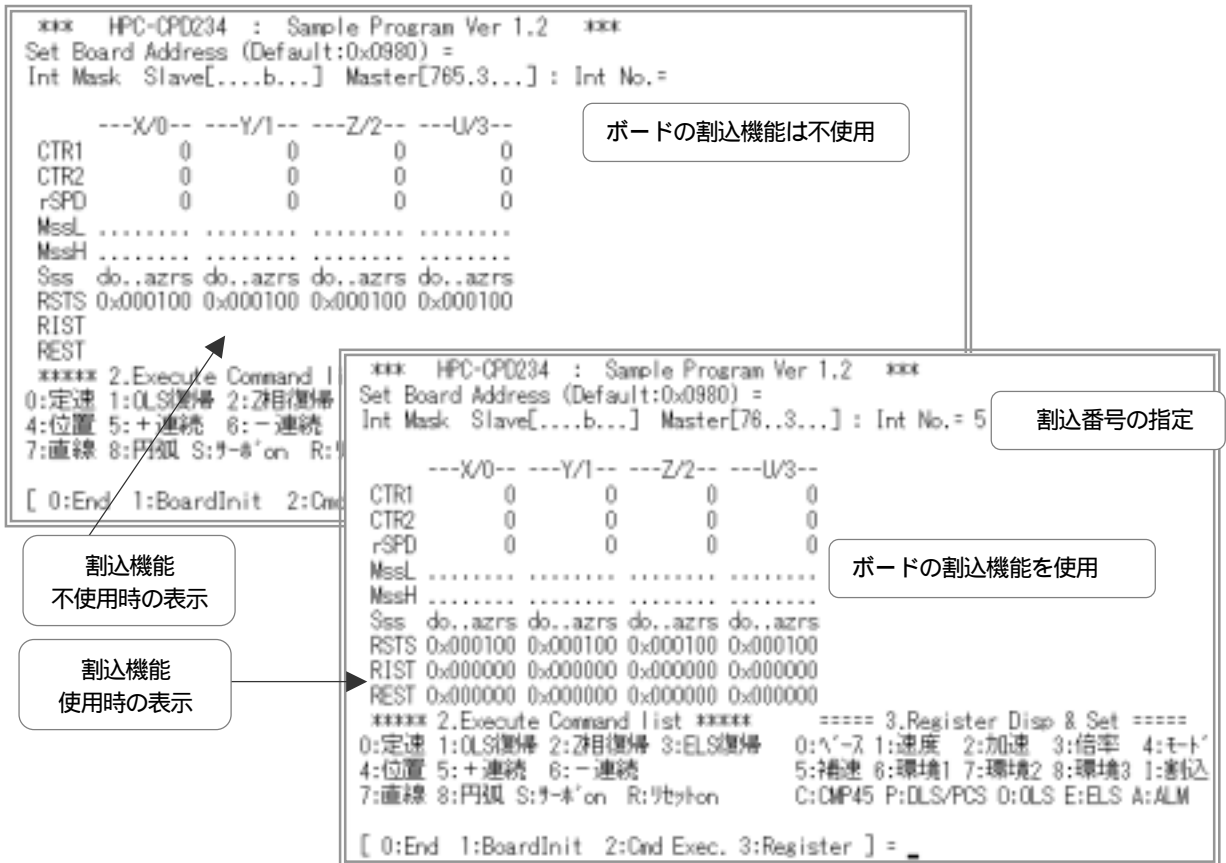 *** HPC-CPD234 : Sample Program Ver 1.2 ***
Set Board Address (Default:0x0980) =
Int Mask Slave[....b...] Master[765.3...] : Int No.=
ボードの割込機能は不使用
---X/0-- ---Y/1-- ---Z/2-- ---U/3--
CTR1 0 0 0 0
CTR2 0 0 0 0
rSPD 0 0 0 0
MssL ........ ........ ........ ........
MssH ........ ........ ........ ........
Sss do..azrs do..azrs do..azrs do..azrs
RSTS 0x000100 0x000100 0x000100 0x000100
RIST
REST
***** 2.Execute Command l
0:定速 1:OLS復帰 2:Z相復帰
4:位置 5:+連続 6:-連続
7:直線 8:円弧 S:サーボon R:リ
[ 0:End 1:BoardInit 2:Cmd
割込機能
不使用時の表示
割込機能
使用時の表示
*** HPC-CPD234 : Sample Program Ver 1.2 ***
Set Board Address (Default:0x0980) =
Int Mask Slave[....b...] Master[76..3...] : Int No.= 5
割込番号の指定
---X/0-- ---Y/1-- ---Z/2-- ---U/3--
CTR1 0 0 0 0
CTR2 0 0 0 0
rSPD 0 0 0 0
ボードの割込機能を使用
MssL ........ ........ ........ ........
MssH ........ ........ ........ ........
Sss do..azrs do..azrs do..azrs do..azrs
RSTS 0x000100 0x000100 0x000100 0x000100
RIST 0x000000 0x000000 0x000000 0x000000
REST 0x000000 0x000000 0x000000 0x000000
***** 2.Execute Command list ***** ===== 3.Register Disp & Set =====
0:定速 1:OLS復帰 2:Z相復帰 3:ELS復帰 0:ベース 1:速度 2:加速 3:倍率 4:モード
4:位置 5:+連続 6:-連続 5:補速 6:環境1 7:環境2 8:環境3 I:割込
7:直線 8:円弧 S:サーボon R:リセットon C:CMP45 P:DLS/PCS O:OLS E:ELS A:ALM
[ 0:End 1:BoardInit 2:Cmd Exec. 3:Register ] = _